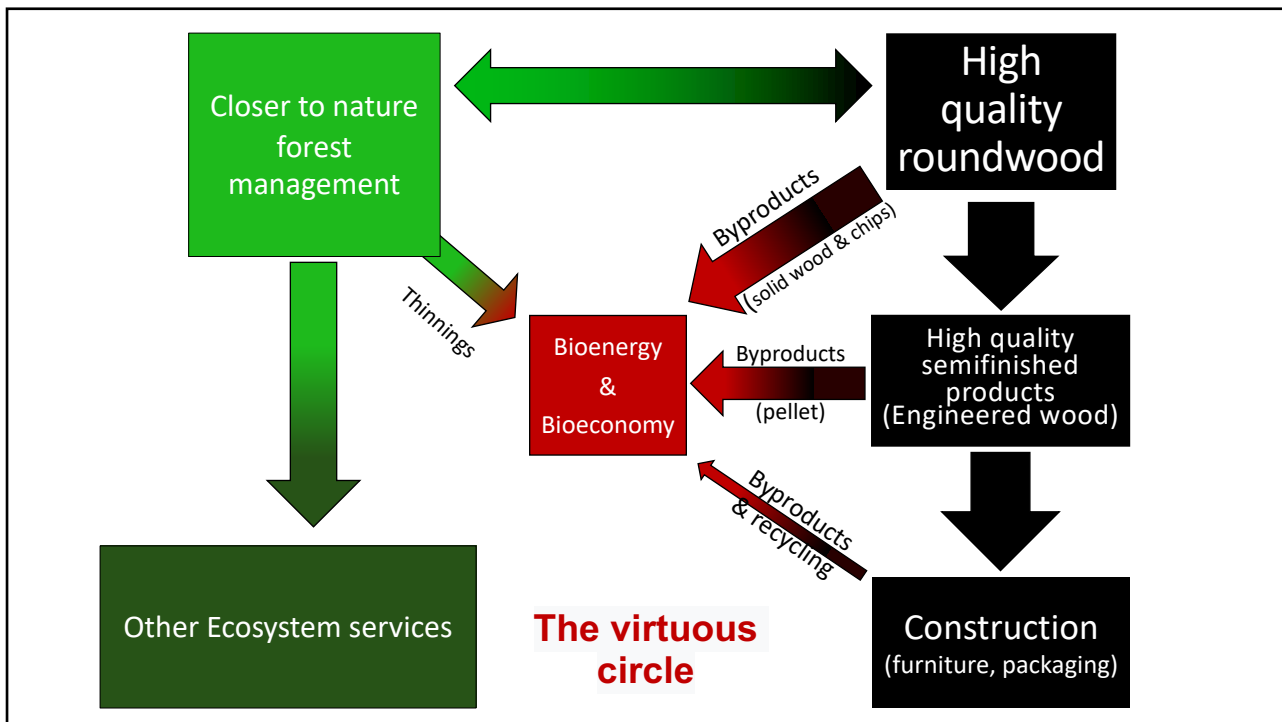 Closer to nature
forest
management
High
quality
roundwood
Byproducts
(solid wood & chips)
Thinnings
Bioenergy
&
Bioeconomy
Byproducts
(pellet)
High quality
semifinished
products
(Engineered wood)
Byproducts
& recycling
Other Ecosystem services
The virtuous
circle
Construction
(furniture, packaging)